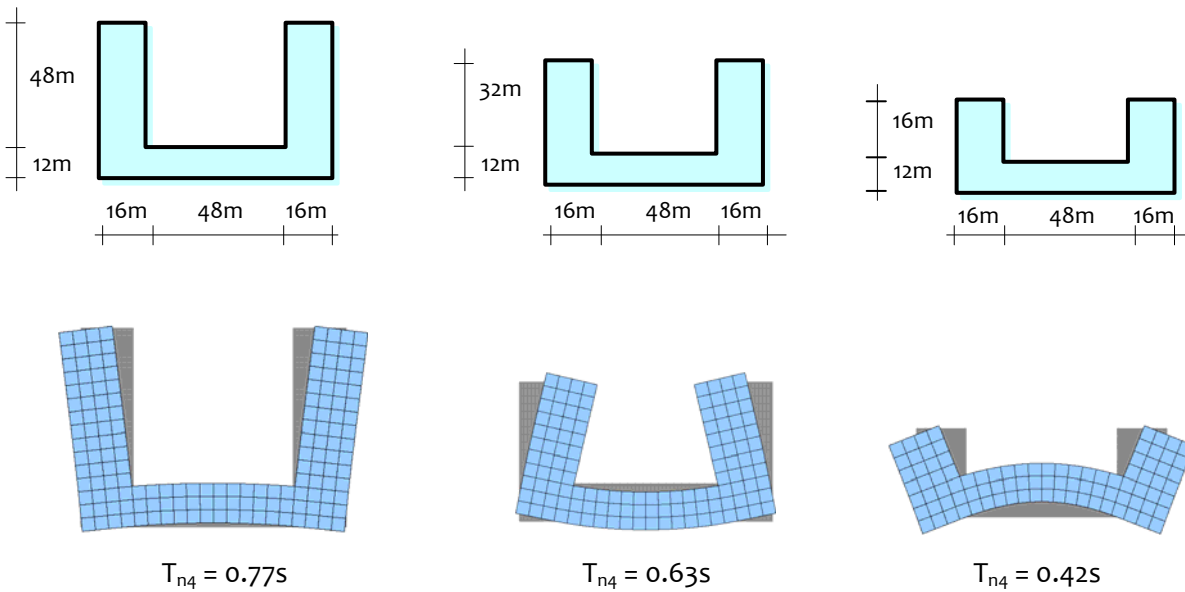 48m
12m
16m 48m 16m
32m
12m
16m 48m 16m
16m
12m
16m 48m 16m
Tn4 = 0.77s
Tn4 = 0.63s
Tn4 = 0.42s